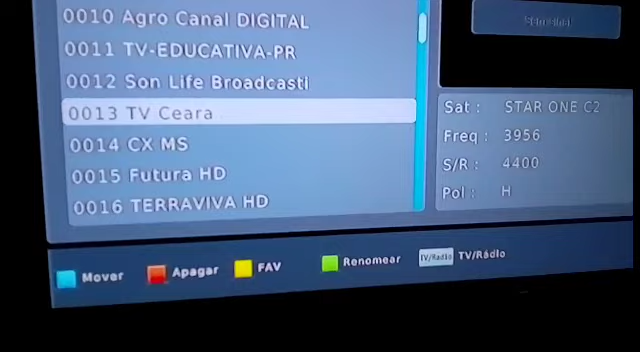 0010 Agro Canal DIGITAL
0011 TV-EDUCATIVA-PR
0012 Son Life Broadcasti
0013 TV Ceara
0014 CX MS
0015 Futura HD
0016 TERRAVIVA HD
Sem sinal
Sat : STAR ONE C2
Freq : 3956
S/R : 4400
Pol : H
Mover Apagar FAV Renomear TV/Radio TV/Rádio